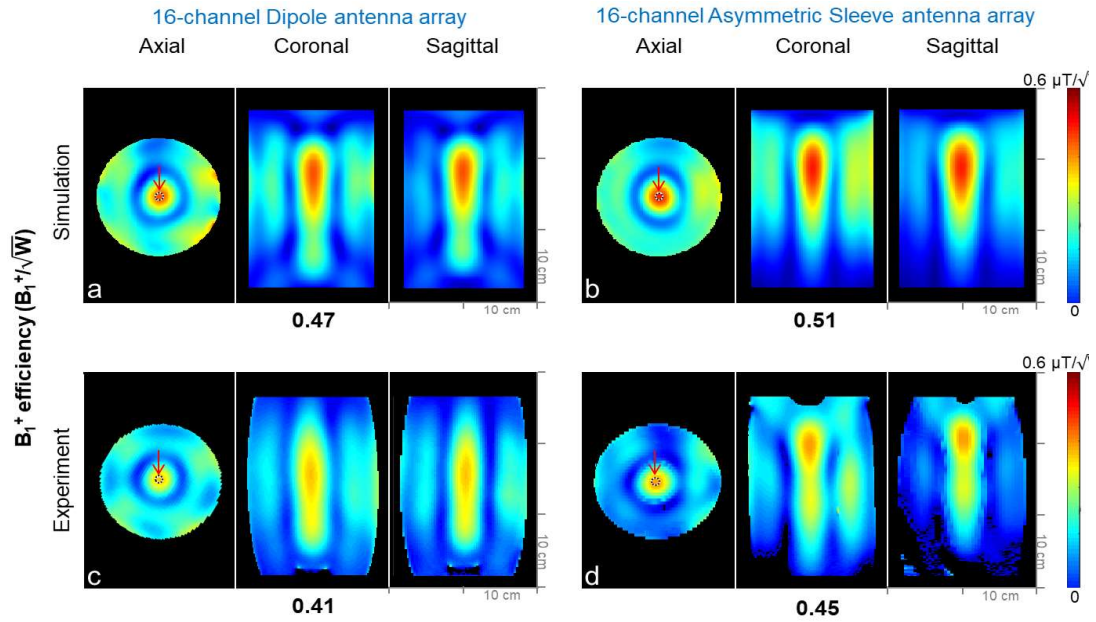 16-channel Dipole antenna array
16-channel Asymmetric Sleeve antenna array
Axial Coronal Sagittal
Axial Coronal Sagittal
0.6 µT/√
B₁⁺ efficiency (B₁⁺/√W)
Simulation
a
10 cm
10 cm
0.47
b
10 cm
10 cm
0
0.51
0.6 µT/√
Experiment
c
10 cm
10 cm
0.41
d
10 cm
10 cm
0
0.45